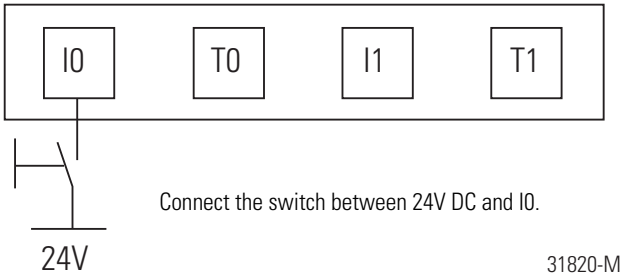 I0 T0 I1 T1
Connect the switch between 24V DC and I0.
24V
31820-M